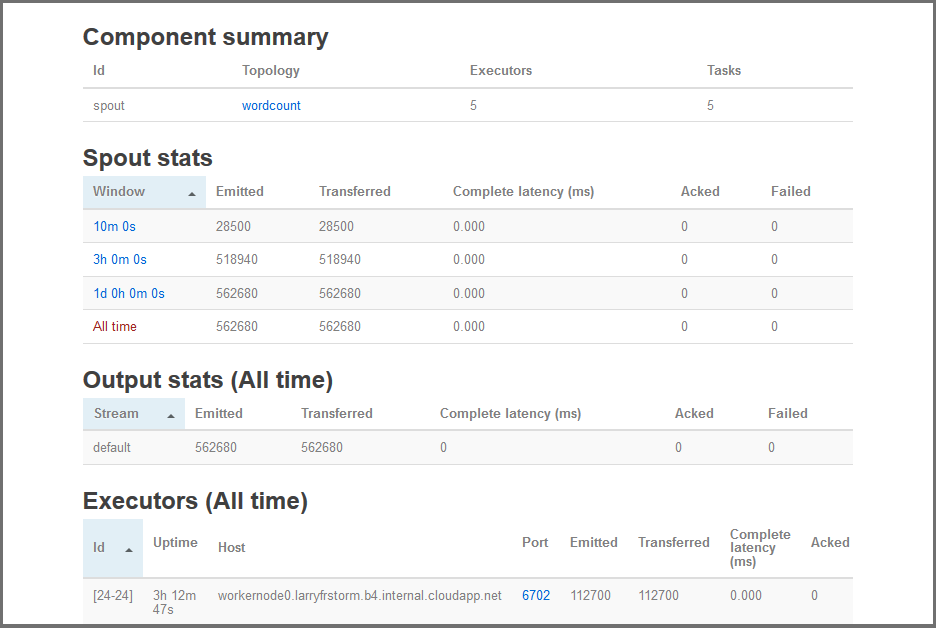 Component summary
Id Topology Executors Tasks
spout wordcount 5 5
Spout stats
Window Emitted Transferred Complete latency (ms) Acked Failed
10m 0s 28500 28500 0.000 0 0
3h 0m 0s 518940 518940 0.000 0 0
1d 0h 0m 0s 562680 562680 0.000 0 0
All time 562680 562680 0.000 0 0
Output stats (All time)
Stream Emitted Transferred Complete latency (ms) Acked Failed
default 562680 562680 0 0 0
Executors (All time)
Id Uptime Host Port Emitted Transferred Complete latency (ms) Acked
[24-24] 3h 12m 47s workernode0.larryfrstorm.b4.internal.cloudapp.net 6702 112700 112700 0.000 0